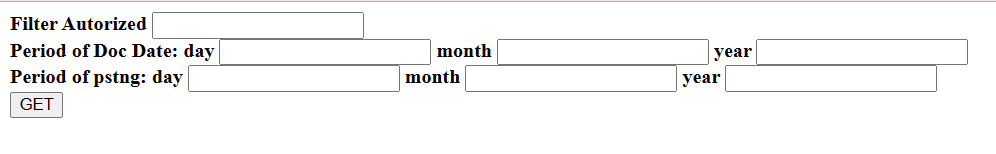 Filter Autorized
Period of Doc Date: day month year
Period of pstng: day month year
GET